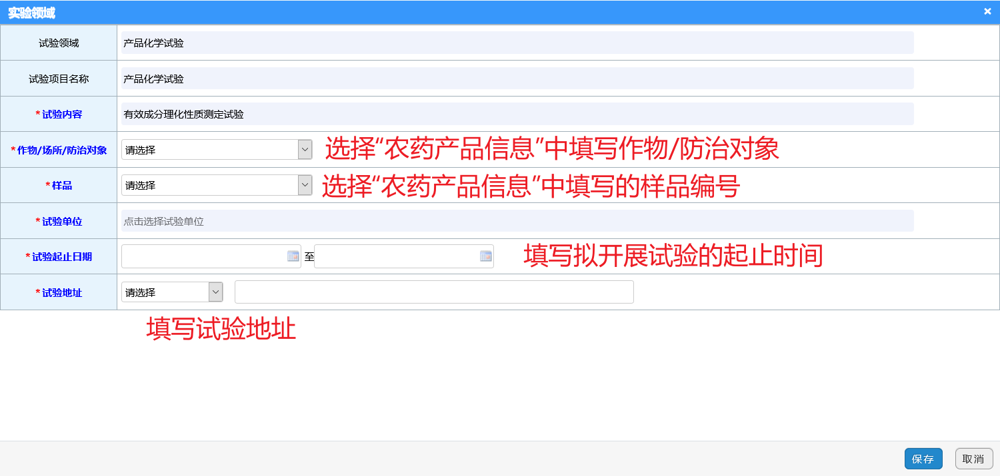 实验领域
试验领域 产品化学试验
试验项目名称 产品化学试验
*试验内容 有效成分理化性质测定试验
*作物/场所/防治对象 请选择 选择“农药产品信息”中填写作物/防治对象
*样品 请选择 选择“农药产品信息”中填写的样品编号
*试验单位 点击选择试验单位
*试验起止日期 至 填写拟开展试验的起止时间
*试验地址 请选择
填写试验地址
保存 取消